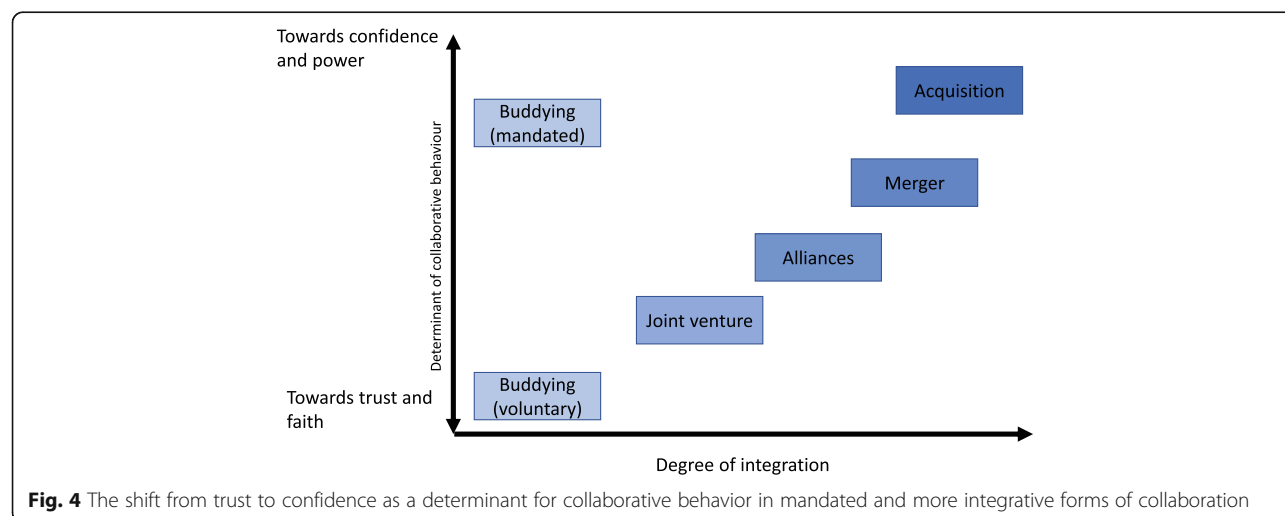 Towards confidence
and power
Acquisition
Buddying
(mandated)
Determinant of collaborative behaviour
Merger
Alliances
Joint venture
Buddying
(voluntary)
Towards trust and
faith
Degree of integration
Fig. 4 The shift from trust to confidence as a determinant for collaborative behavior in mandated and more integrative forms of collaboration